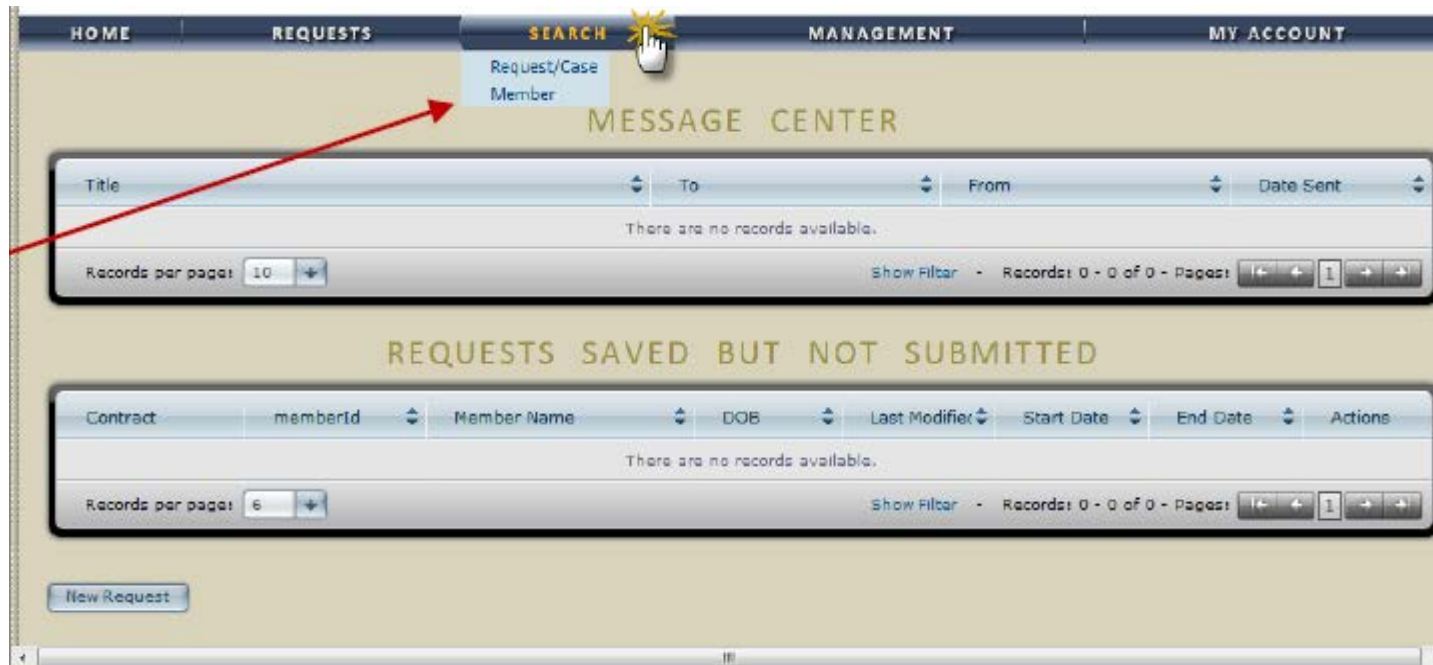 HOME REQUESTS SEARCH MANAGEMENT MY ACCOUNT
Request/Case
Member
MESSAGE CENTER
Title To From Date Sent
There are no records available.
Records per page: 10 Show Filter - Records: 0 - 0 of 0 - Pages: 1
REQUESTS SAVED BUT NOT SUBMITTED
Contract memberId Member Name DOB Last Modified Start Date End Date Actions
There are no records available.
Records per page: 6 Show Filter - Records: 0 - 0 of 0 - Pages: 1
New Request